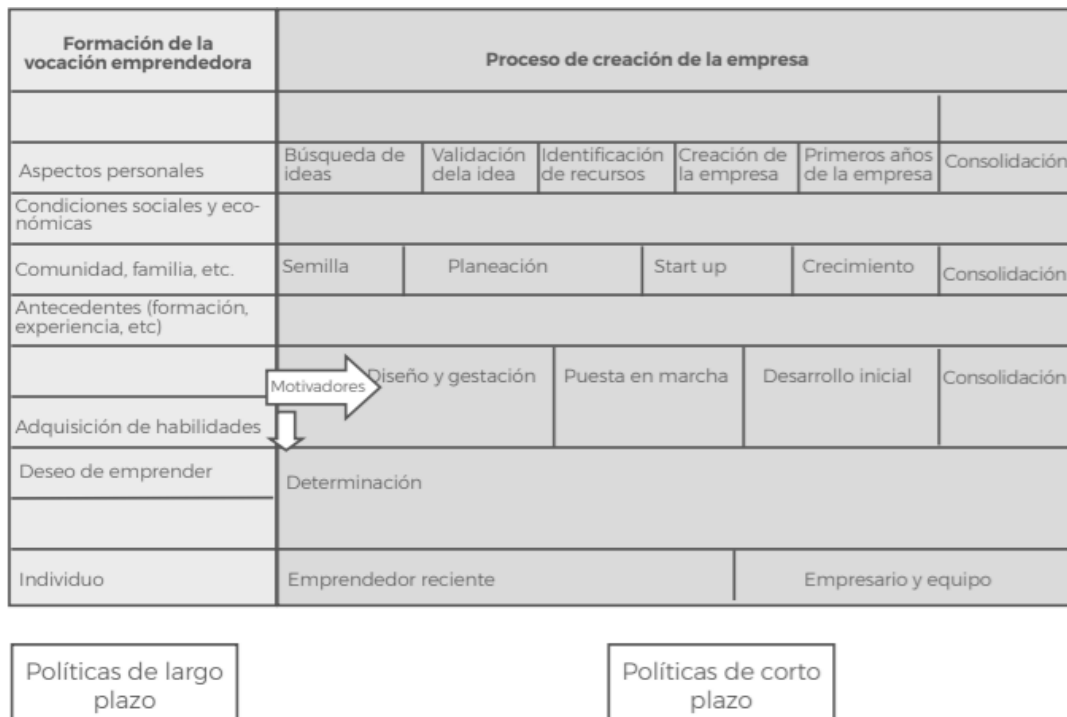 Formación de la
vocación emprendedora
Proceso de creación de la empresa
Aspectos personales
Búsqueda de
ideas
Validación
dela idea
Identificación
de recursos
Creación de
la empresa
Primeros años
de la empresa
Consolidación
Condiciones sociales y eco-
nómicas
Comunidad, familia, etc.
Semilla
Planeación
Start up
Crecimiento
Consolidación
Antecedentes (formación,
experiencia, etc)
Motivadores
Diseño y gestación
Puesta en marcha
Desarrollo inicial
Consolidación
Adquisición de habilidades
Deseo de emprender
Determinación
Individuo
Emprendedor reciente
Empresario y equipo
Políticas de largo
plazo
Políticas de corto
plazo